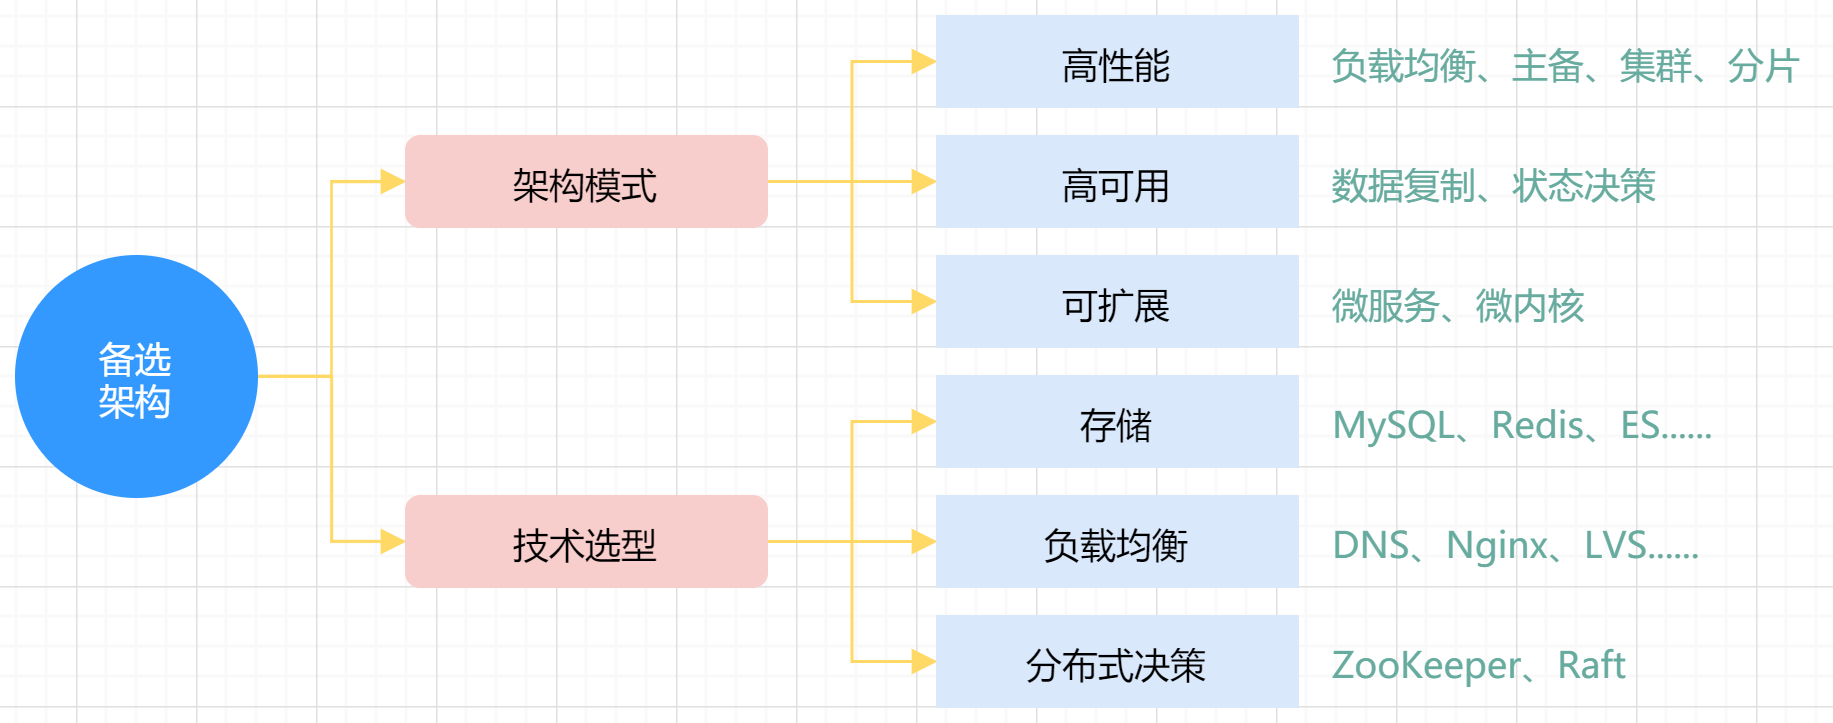 备选
架构
架构模式
高性能
负载均衡、主备、集群、分片
高可用
数据复制、状态决策
可扩展
微服务、微内核
技术选型
存储
MySQL、Redis、ES......
负载均衡
DNS、Nginx、LVS......
分布式决策
ZooKeeper、Raft